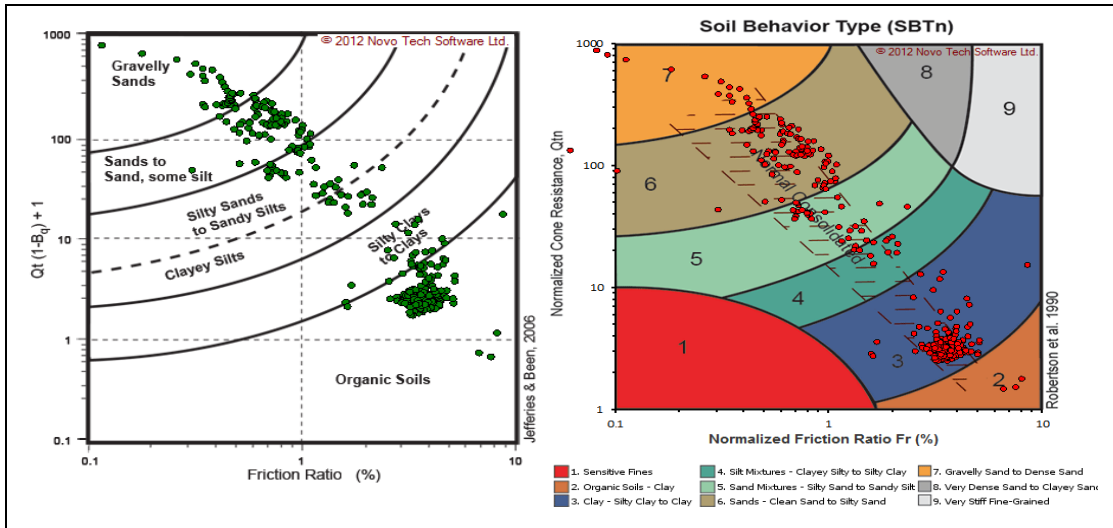 © 2012 Novo Tech Software Ltd.
1000
100
10
1
0.1
Qt (1-Bq) + 1
Gravelly
Sands
Sands to
Sand, some silt
Silty Sands
to Sandy Silts
Clayey Silts
Silty Clays
to Clays
Organic Soils
0.1
1
10
Friction Ratio (%)
Jefferies & Been, 2006
Soil Behavior Type (SBTn)
© 2012 Novo Tech Software Ltd.
1000
100
10
1
Normalized Cone Resistance, Qtn
7
8
9
6
5
4
1
3
2
Consolidated
0.1
1
10
Normalized Friction Ratio Fr (%)
Robertson et al. 1990
1. Sensitive Fines
2. Organic Soils - Clay
3. Clay - Silty Clay to Clay
4. Silt Mixtures - Clayey Silty to Silty Clay
5. Sand Mixtures - Silty Sand to Sandy Silt
6. Sands - Clean Sand to Silty Sand
7. Gravelly Sand to Dense Sand
8. Very Dense Sand to Clayey Sand
9. Very Stiff Fine-Grained